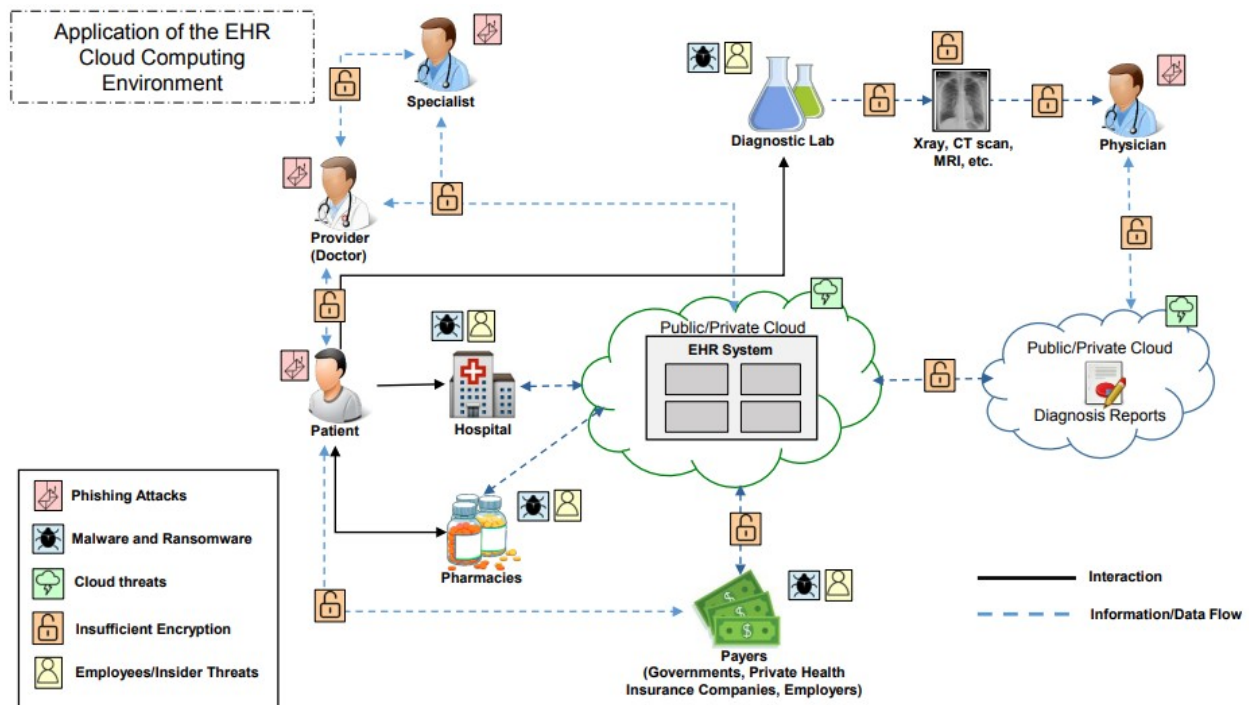 Application of the EHR
Cloud Computing
Environment
Specialist
Diagnostic Lab
Xray, CT scan,
MRI, etc.
Physician
Provider
(Doctor)
Public/Private Cloud
EHR System
Public/Private Cloud
Diagnosis Reports
Patient
Hospital
Pharmacies
Payers
(Governments, Private Health
Insurance Companies, Employers)
Phishing Attacks
Malware and Ransomware
Cloud threats
Insufficient Encryption
Employees/Insider Threats
Interaction
Information/Data Flow